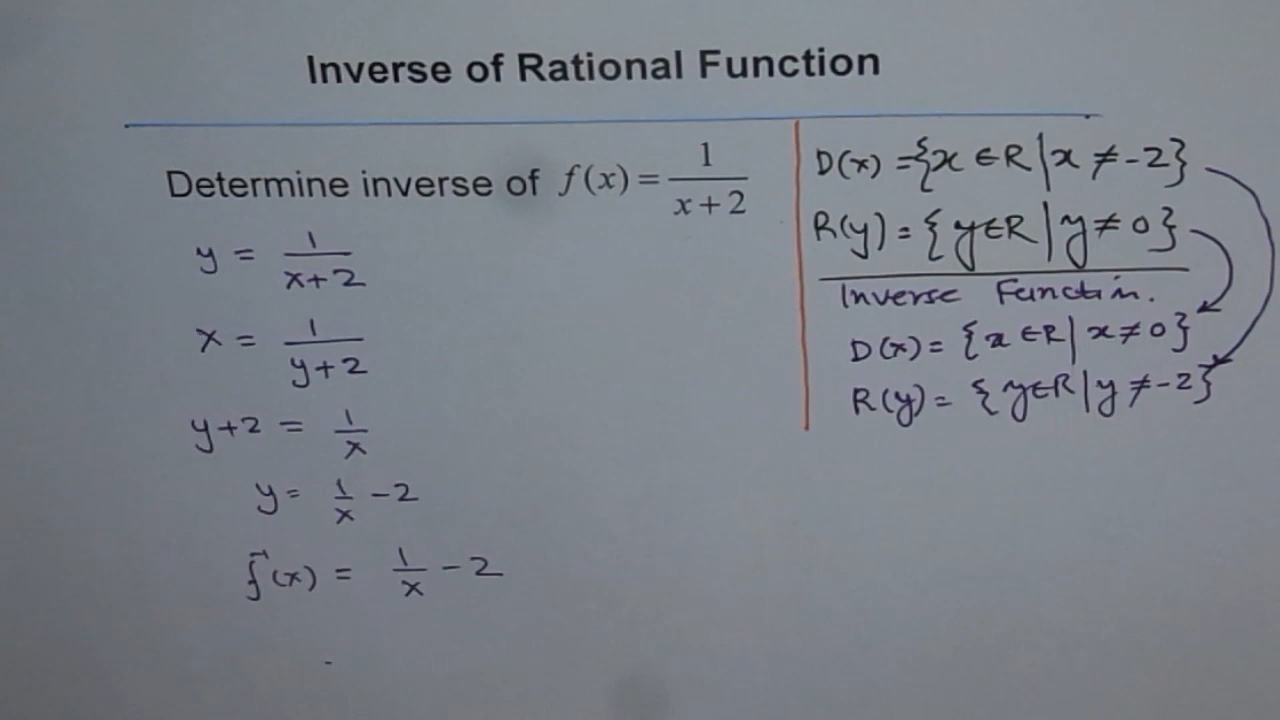 Inverse of Rational Function
Determine inverse of f(x) = 1/(x+2)
y = 1/(x+2)
x = 1/(y+2)
y+2 = 1/x
y = 1/x -2
f⁻¹(x) = 1/x -2
D(x) = {x ∈ R | x ≠ -2}
R(y) = {y ∈ R | y ≠ 0}
Inverse Function.
D(x) = {x ∈ R | x ≠ 0}
R(y) = {y ∈ R | y ≠ -2}